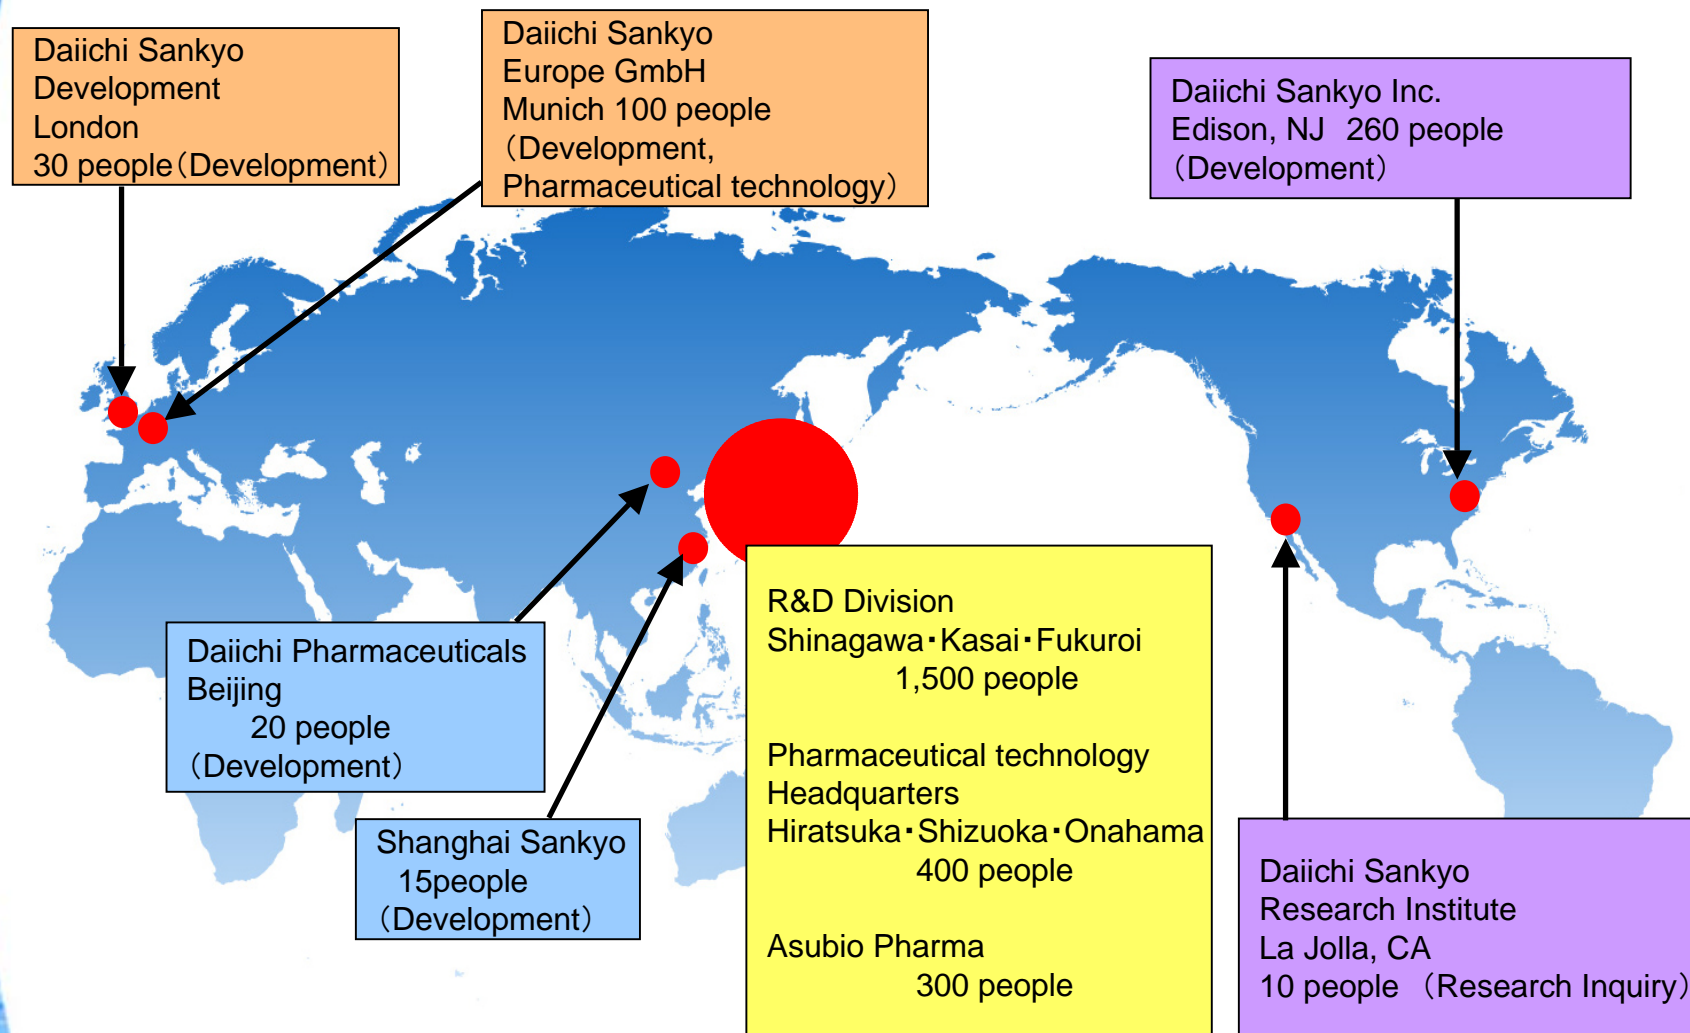 Daiichi Sankyo
Development
London
30 people（Development）
Daiichi Sankyo
Europe GmbH
Munich 100 people
（Development,
Pharmaceutical technology）
Daiichi Sankyo Inc.
Edison, NJ 260 people
（Development）
Daiichi Pharmaceuticals
Beijing
20 people
（Development）
Shanghai Sankyo
15people
（Development）
R&D Division
Shinagawa・Kasai・Fukuroi
1,500 people
Pharmaceutical technology
Headquarters
Hiratsuka・Shizuoka・Onahama
400 people
Asubio Pharma
300 people
Daiichi Sankyo
Research Institute
La Jolla, CA
10 people （Research Inquiry）